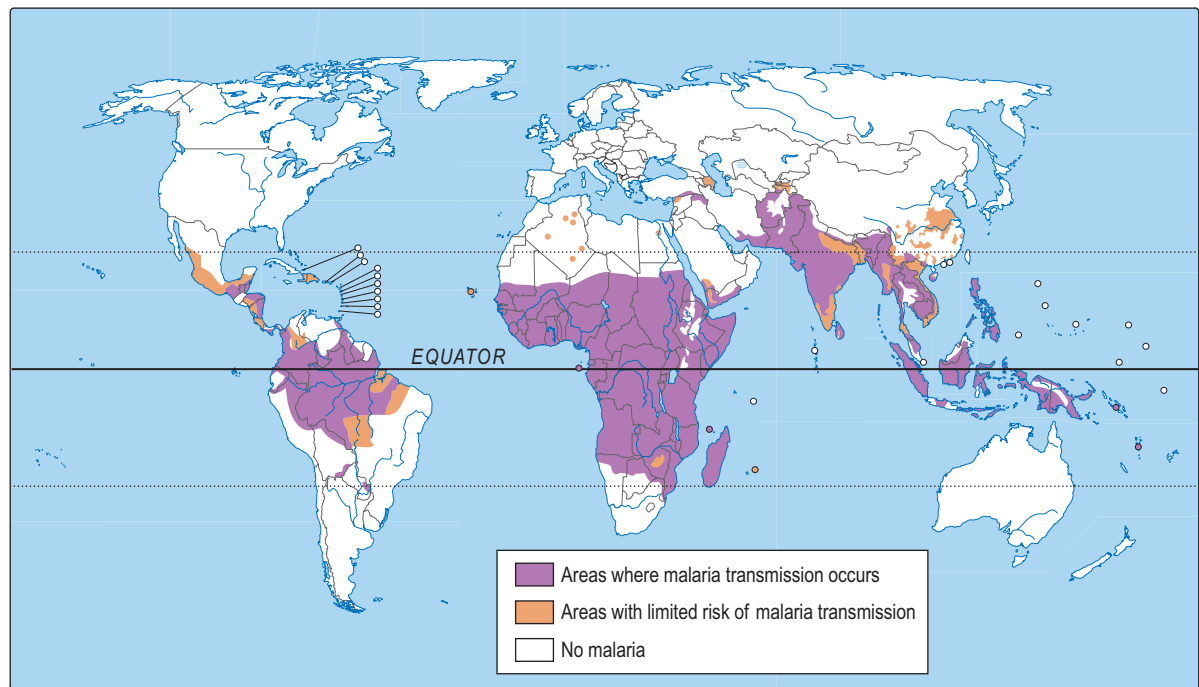 EQUATOR
Areas where malaria transmission occurs
Areas with limited risk of malaria transmission
No malaria